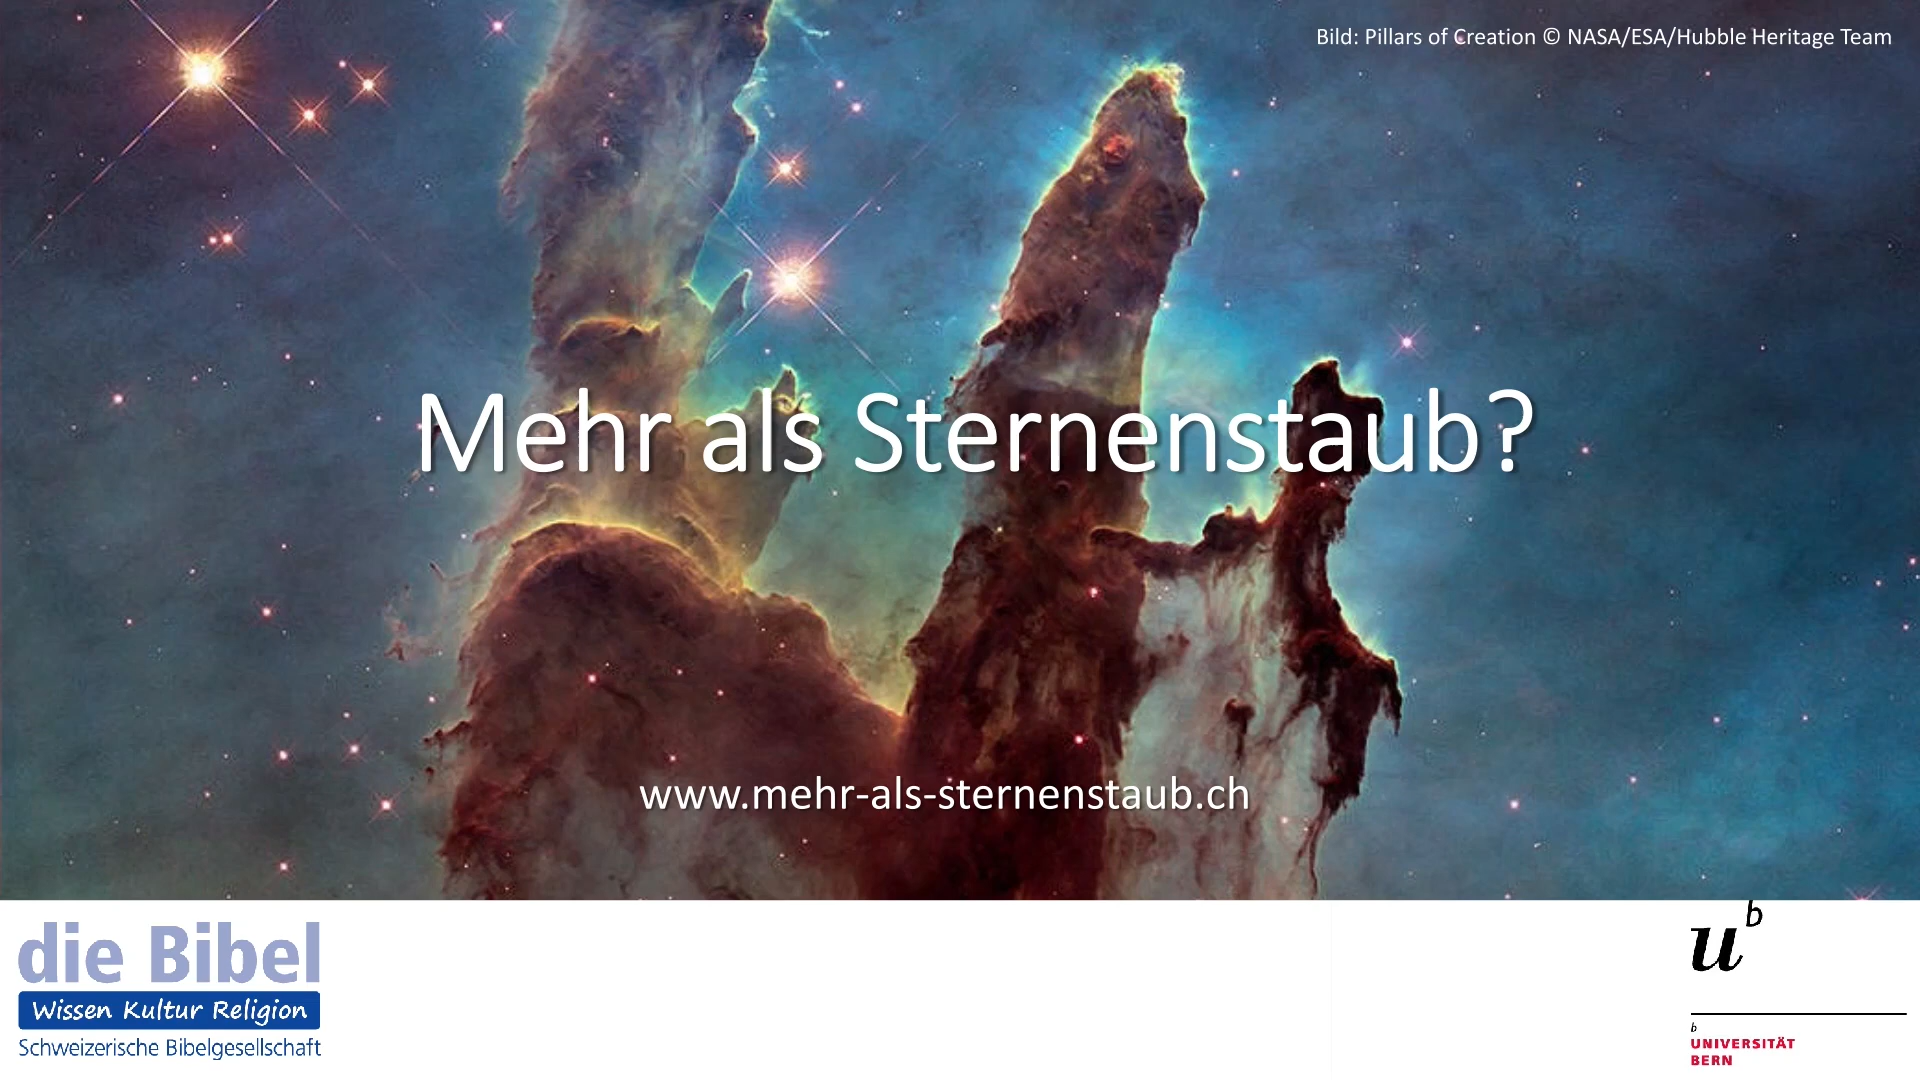 Bild: Pillars of Creation © NASA/ESA/Hubble Heritage Team
Mehr als Sternenstaub?
www.mehr-als-sternenstaub.ch
die Bibel
Wissen Kultur Religion
Schweizerische Bibelgesellschaft
u b
b
UNIVERSITÄT
BERN